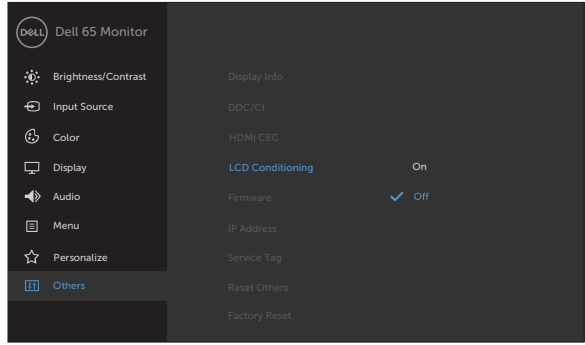 DELL Dell 65 Monitor
Brightness/Contrast
Input Source
Color
Display
Audio
Menu
Personalize
Others
Display Info
DDC/CI
HDMI CEC
LCD Conditioning On
Firmware Off
IP Address
Service Tag
Reset Others
Factory Reset